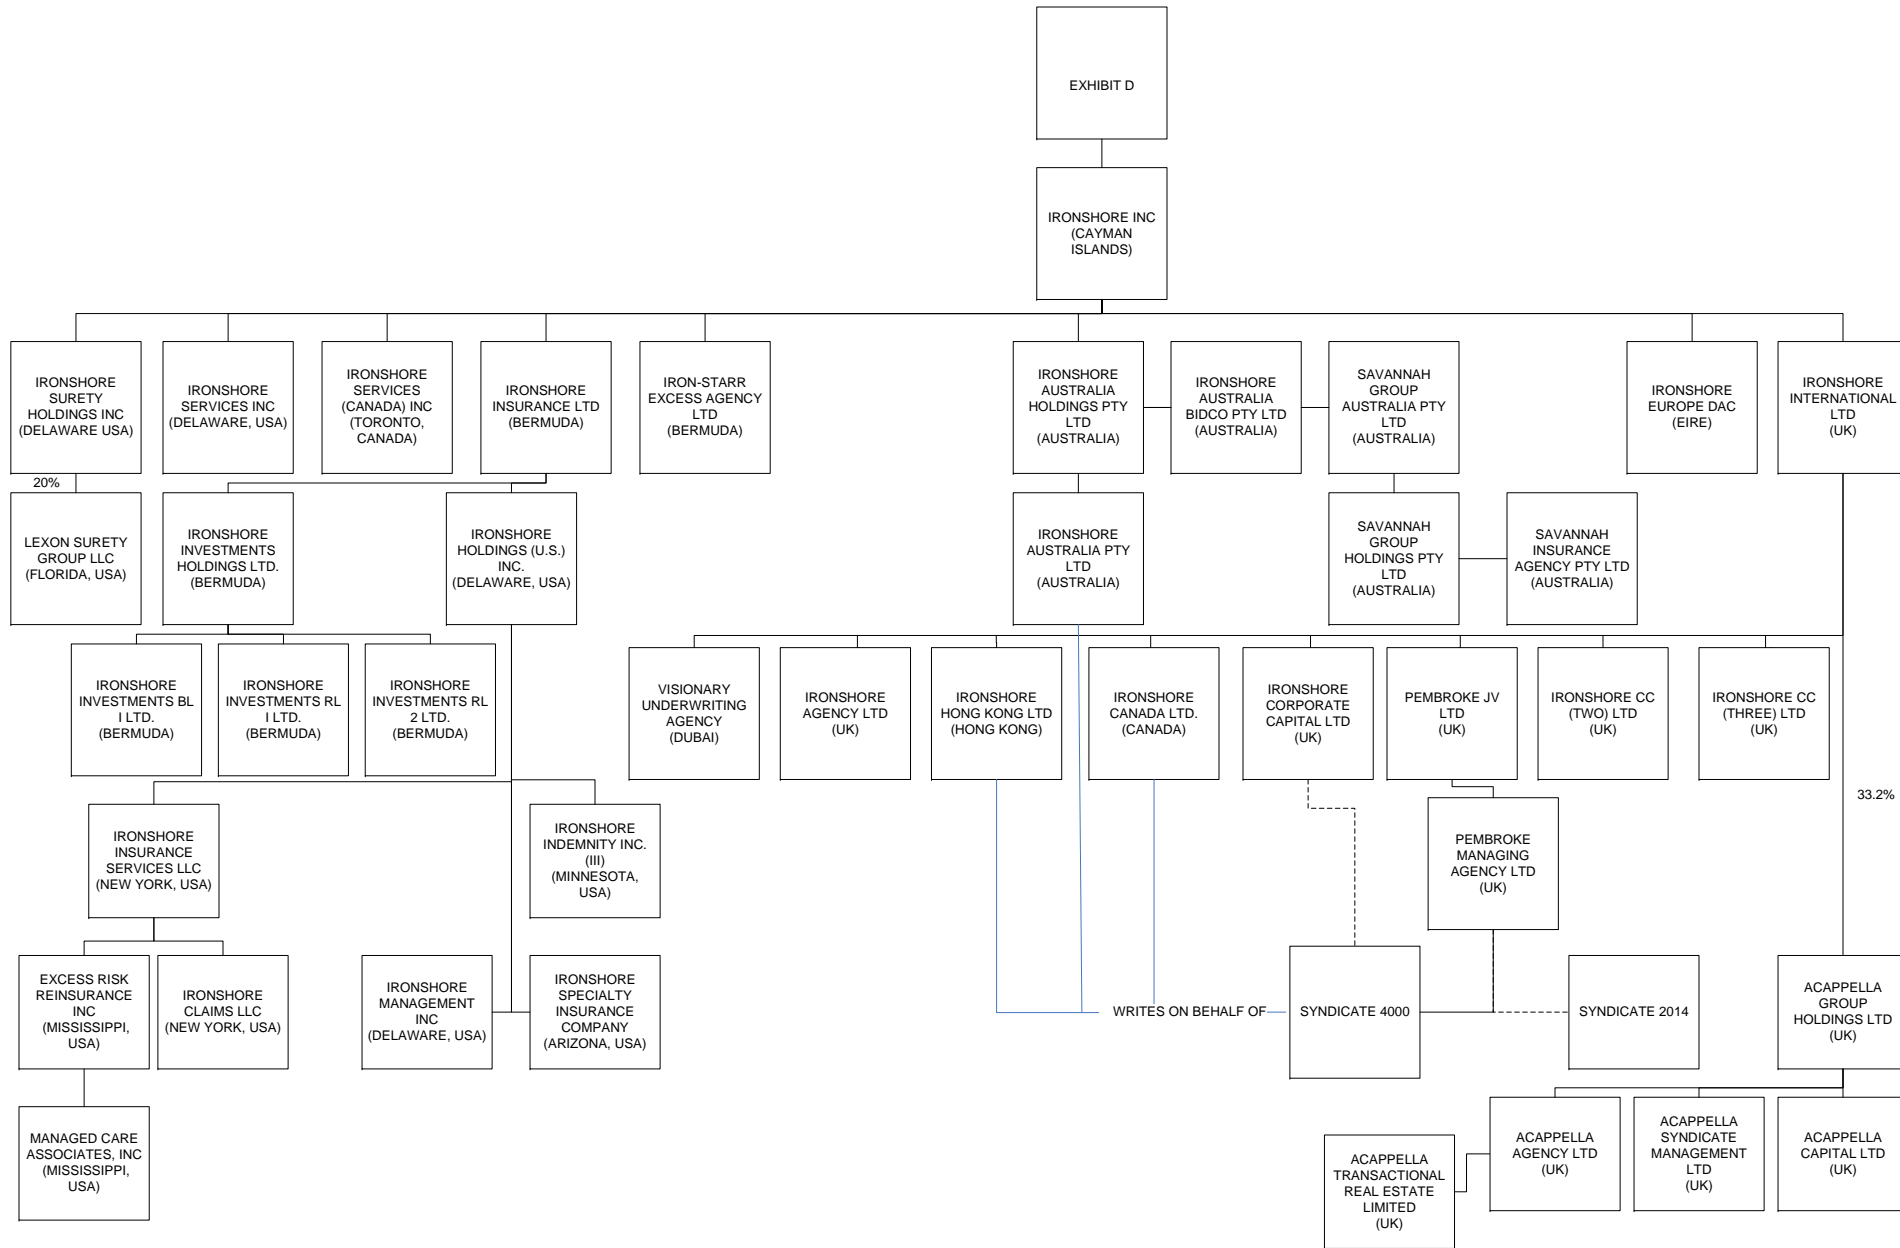 EXHIBIT D
IRONSHORE INC
(CAYMAN
ISLANDS)
IRONSHORE
SURETY
HOLDINGS INC
(DELAWARE USA)
IRONSHORE
SERVICES INC
(DELAWARE, USA)
IRONSHORE
SERVICES
(CANADA) INC
(TORONTO,
CANADA)
IRONSHORE
INSURANCE LTD
(BERMUDA)
IRON-STARR
EXCESS AGENCY
LTD
(BERMUDA)
IRONSHORE
AUSTRALIA
HOLDINGS PTY
LTD
(AUSTRALIA)
IRONSHORE
AUSTRALIA
BIDCO PTY LTD
(AUSTRALIA)
SAVANNAH
GROUP
AUSTRALIA PTY
LTD
(AUSTRALIA)
IRONSHORE
EUROPE DAC
(EIRE)
IRONSHORE
INTERNATIONAL
LTD
(UK)
20%
LEXON SURETY
GROUP LLC
(FLORIDA, USA)
IRONSHORE
INVESTMENTS
HOLDINGS LTD.
(BERMUDA)
IRONSHORE
HOLDINGS (U.S.)
INC.
(DELAWARE, USA)
IRONSHORE
AUSTRALIA PTY
LTD
(AUSTRALIA)
SAVANNAH
GROUP
HOLDINGS PTY
LTD
(AUSTRALIA)
SAVANNAH
INSURANCE
AGENCY PTY LTD
(AUSTRALIA)
IRONSHORE
INVESTMENTS BL
I LTD.
(BERMUDA)
IRONSHORE
INVESTMENTS RL
I LTD.
(BERMUDA)
IRONSHORE
INVESTMENTS RL
2 LTD.
(BERMUDA)
VISIONARY
UNDERWRITING
AGENCY
(DUBAI)
IRONSHORE
AGENCY LTD
(UK)
IRONSHORE
HONG KONG LTD
(HONG KONG)
IRONSHORE
CANADA LTD.
(CANADA)
IRONSHORE
CORPORATE
CAPITAL LTD
(UK)
PEMBROKE JV
LTD
(UK)
IRONSHORE CC
(TWO) LTD
(UK)
IRONSHORE CC
(THREE) LTD
(UK)
33.2%
IRONSHORE
INSURANCE
SERVICES LLC
(NEW YORK, USA)
IRONSHORE
INDEMNITY INC.
(III)
(MINNESOTA,
USA)
PEMBROKE
MANAGING
AGENCY LTD
(UK)
EXCESS RISK
REINSURANCE
INC
(MISSISSIPPI,
USA)
IRONSHORE
CLAIMS LLC
(NEW YORK, USA)
IRONSHORE
MANAGEMENT
INC
(DELAWARE, USA)
IRONSHORE
SPECIALTY
INSURANCE
COMPANY
(ARIZONA, USA)
WRITES ON BEHALF OF
SYNDICATE 4000
SYNDICATE 2014
ACAPPELLA
GROUP
HOLDINGS LTD
(UK)
MANAGED CARE
ASSOCIATES, INC
(MISSISSIPPI,
USA)
ACAPPELLA
TRANSACTIONAL
REAL ESTATE
LIMITED
(UK)
ACAPPELLA
AGENCY LTD
(UK)
ACAPPELLA
SYNDICATE
MANAGEMENT
LTD
(UK)
ACAPPELLA
CAPITAL LTD
(UK)